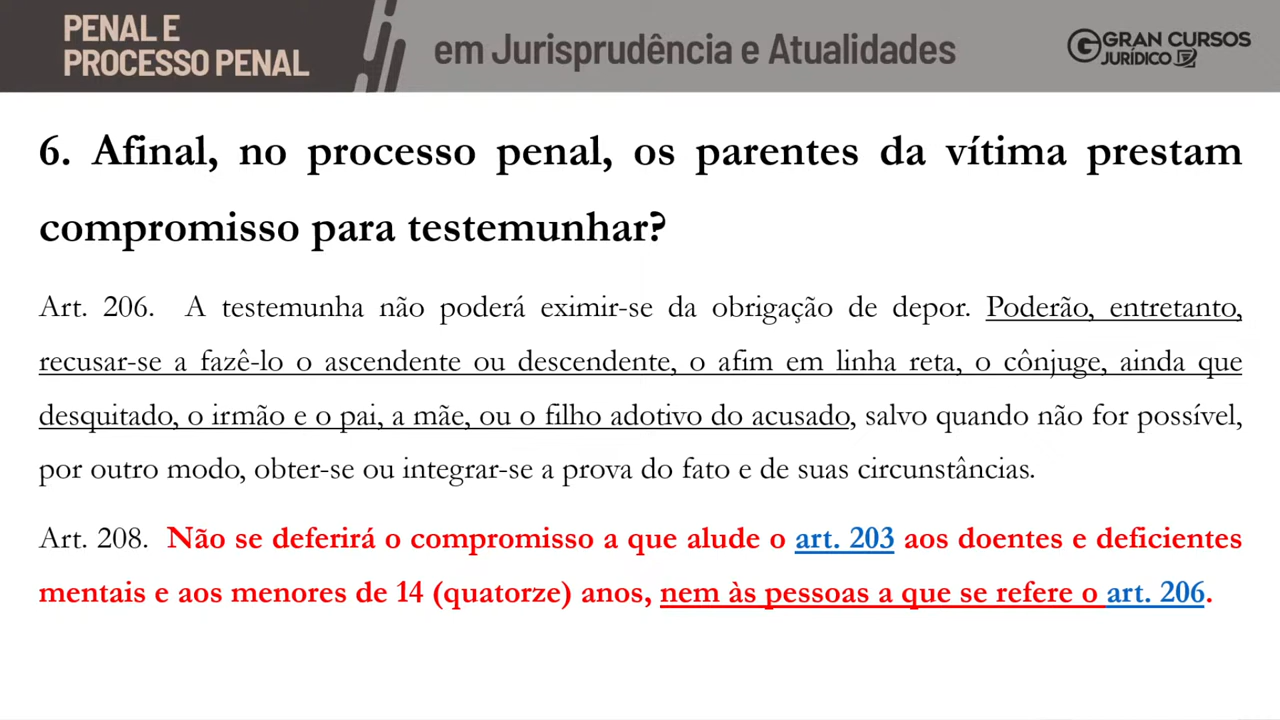 PENAL E
PROCESSO PENAL
em Jurisprudência e Atualidades
GRAN CURSOS
JURÍDICO
6. Afinal, no processo penal, os parentes da vítima prestam
compromisso para testemunhar?
Art. 206. A testemunha não poderá eximir-se da obrigação de depor. Poderão, entretanto,
recusar-se a fazê-lo o ascendente ou descendente, o afim em linha reta, o cônjuge, ainda que
desquitado, o irmão e o pai, a mãe, ou o filho adotivo do acusado, salvo quando não for possível,
por outro modo, obter-se ou integrar-se a prova do fato e de suas circunstâncias.
Art. 208. Não se deferirá o compromisso a que alude o art. 203 aos doentes e deficientes
mentais e aos menores de 14 (quatorze) anos, nem às pessoas a que se refere o art. 206.